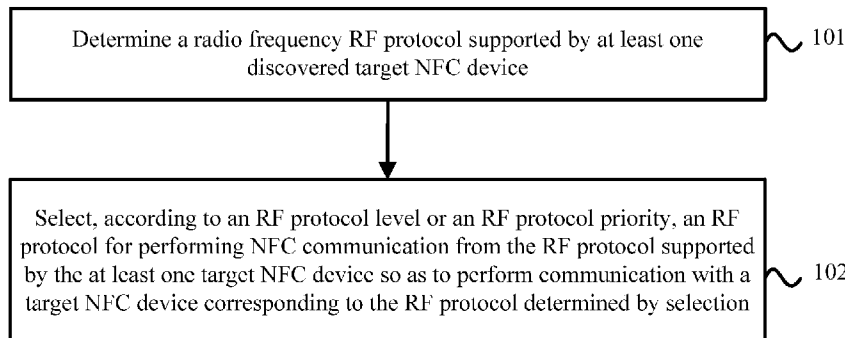 Determine a radio frequency RF protocol supported by at least one
discovered target NFC device
101
Select, according to an RF protocol level or an RF protocol priority, an RF
protocol for performing NFC communication from the RF protocol supported
by the at least one target NFC device so as to perform communication with a
target NFC device corresponding to the RF protocol determined by selection
102